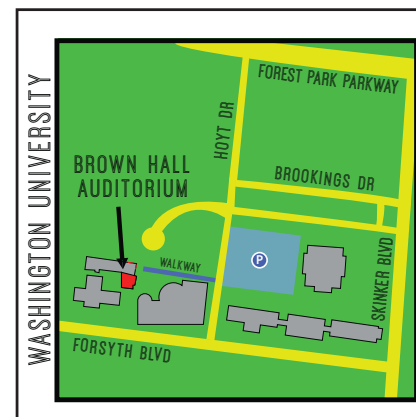 WASHINGTON UNIVERSITY
FOREST PARK PARKWAY
HOYT DR
BROWN HALL
AUDITORIUM
BROOKINGS DR
WALKWAY
P
SKINKER BLVD
FORSYTH BLVD